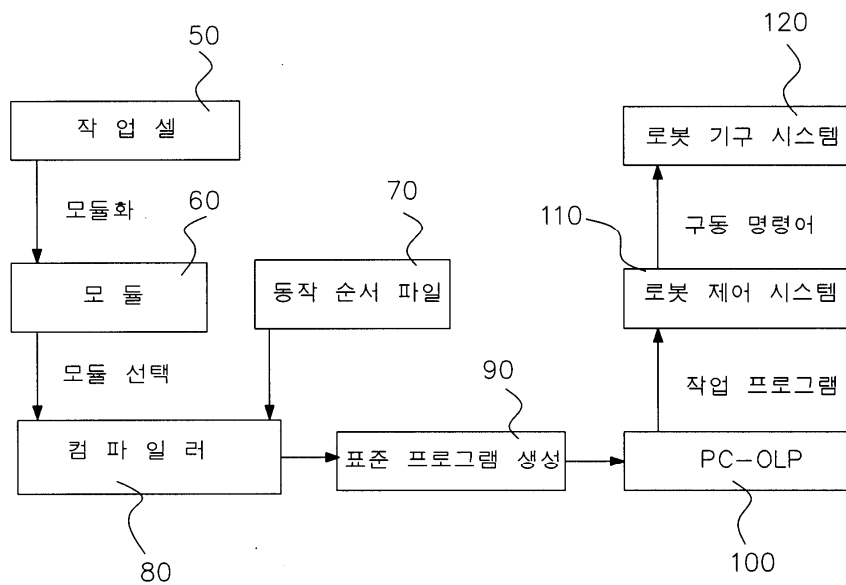 50
작 업 셀
모듈화
60
모 듈
70
동작 순서 파일
모듈 선택
컴 파 일 러
80
90
표준 프로그램 생성
120
로봇 기구 시스템
110
구동 명령어
로봇 제어 시스템
작업 프로그램
PC-OLP
100